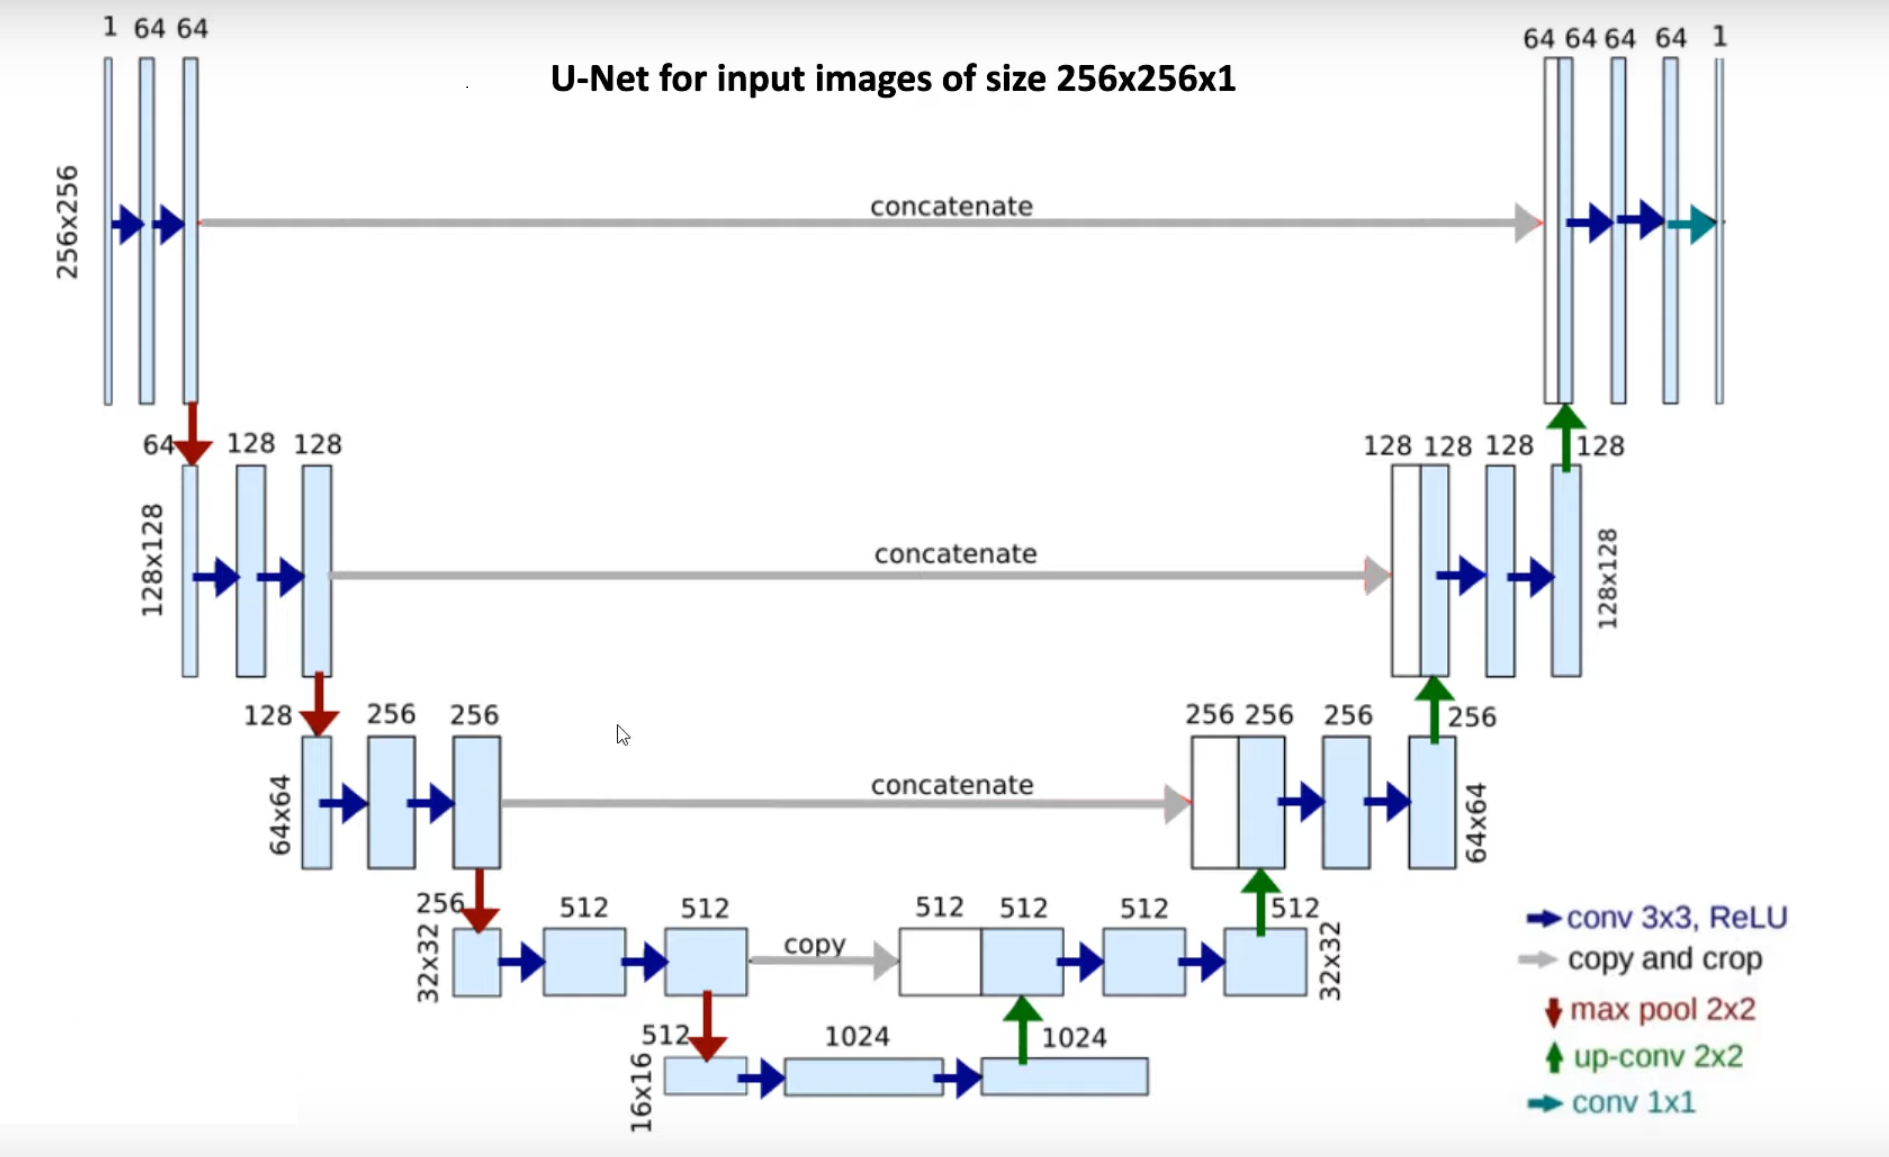 1 64 64
U-Net for input images of size 256x256x1
64 64 64 64 1
256x256
concatenate
64 128 128
128 128 128 128
128x128
concatenate
128x128
128 256 256
256 256 256 256
64x64
concatenate
64x64
256 512 512
512 512 512 512
32x32
copy
32x32
512 1024 1024
16x16
conv 3x3, ReLU
copy and crop
max pool 2x2
up-conv 2x2
conv 1x1